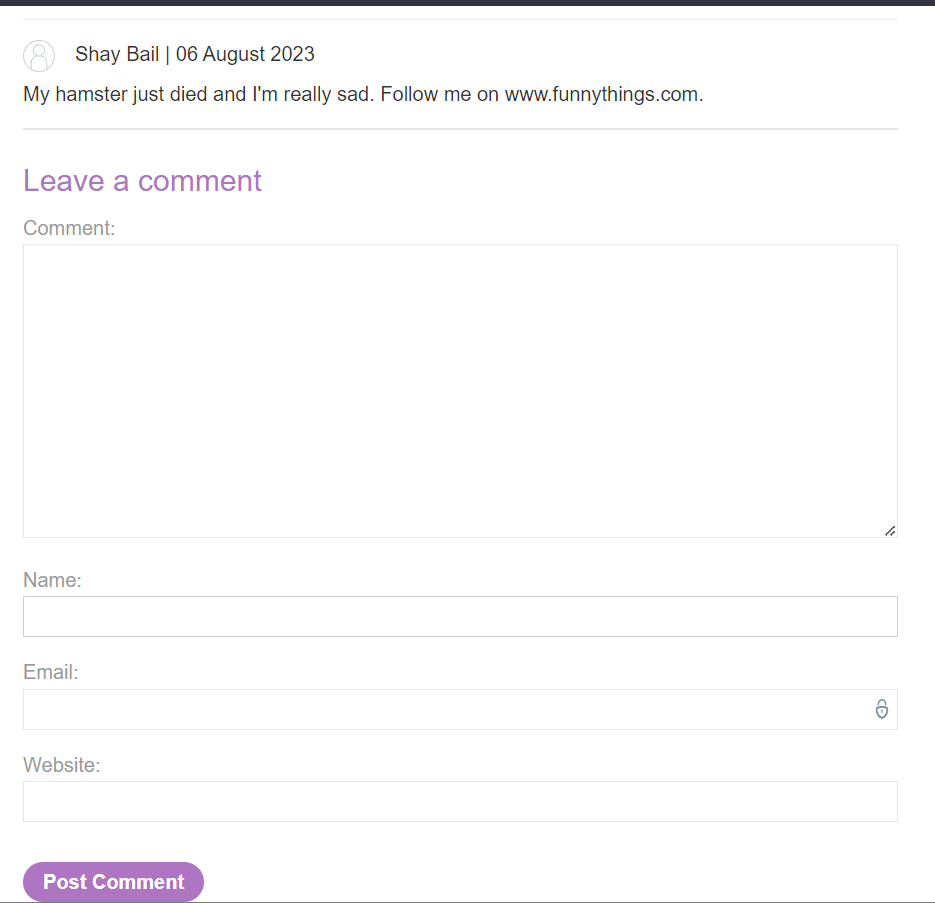 Shay Bail | 06 August 2023
My hamster just died and I'm really sad. Follow me on www.funnythings.com.
Leave a comment
Comment:
Name:
Email:
Website:
Post Comment